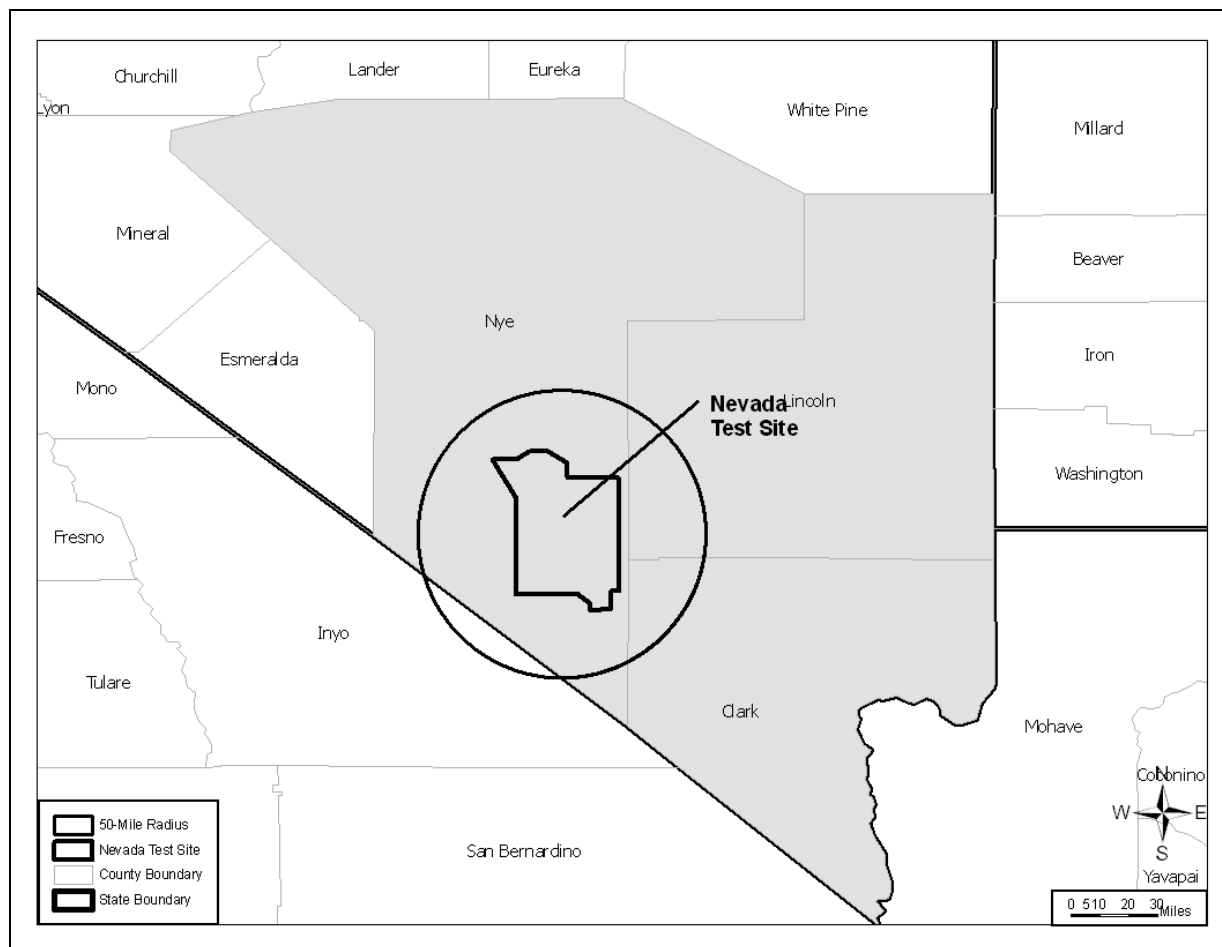 Churchill
Lander
Eureka
White Pine
Lyon
Millard
Mineral
Beaver
Nye
Esmeralda
Iron
Mono
Nevada
Lincoln
Test Site
Washington
Fresno
Inyo
Tulare
Clark
Mohave
N
Coconino
W
E
S
San Bernardino
Yavapai
50-Mile Radius
Nevada Test Site
County Boundary
State Boundary
0 510 20 30
Miles